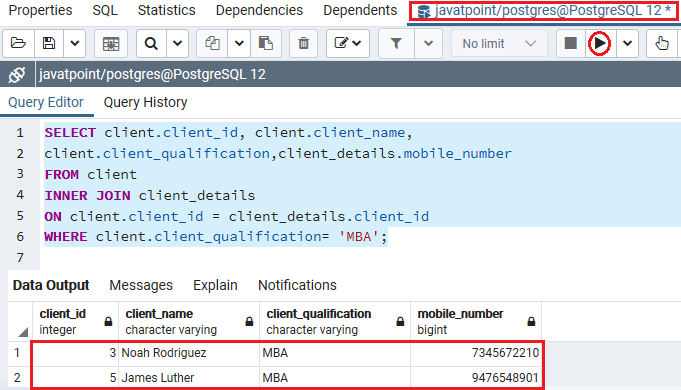 Properties SQL Statistics Dependencies Dependents javatpoint/postgres@PostgreSQL 12 *
No limit
javatpoint/postgres@PostgreSQL 12
Query Editor Query History
1 SELECT client.client_id, client.client_name,
2 client.client_qualification,client_details.mobile_number
3 FROM client
4 INNER JOIN client_details
5 ON client.client_id = client_details.client_id
6 WHERE client.client_qualification= 'MBA';
7
Data Output Messages Explain Notifications
client_id client_name client_qualification mobile_number
integer character varying character varying bigint
1 3 Noah Rodriguez MBA 7345672210
2 5 James Luther MBA 9476548901